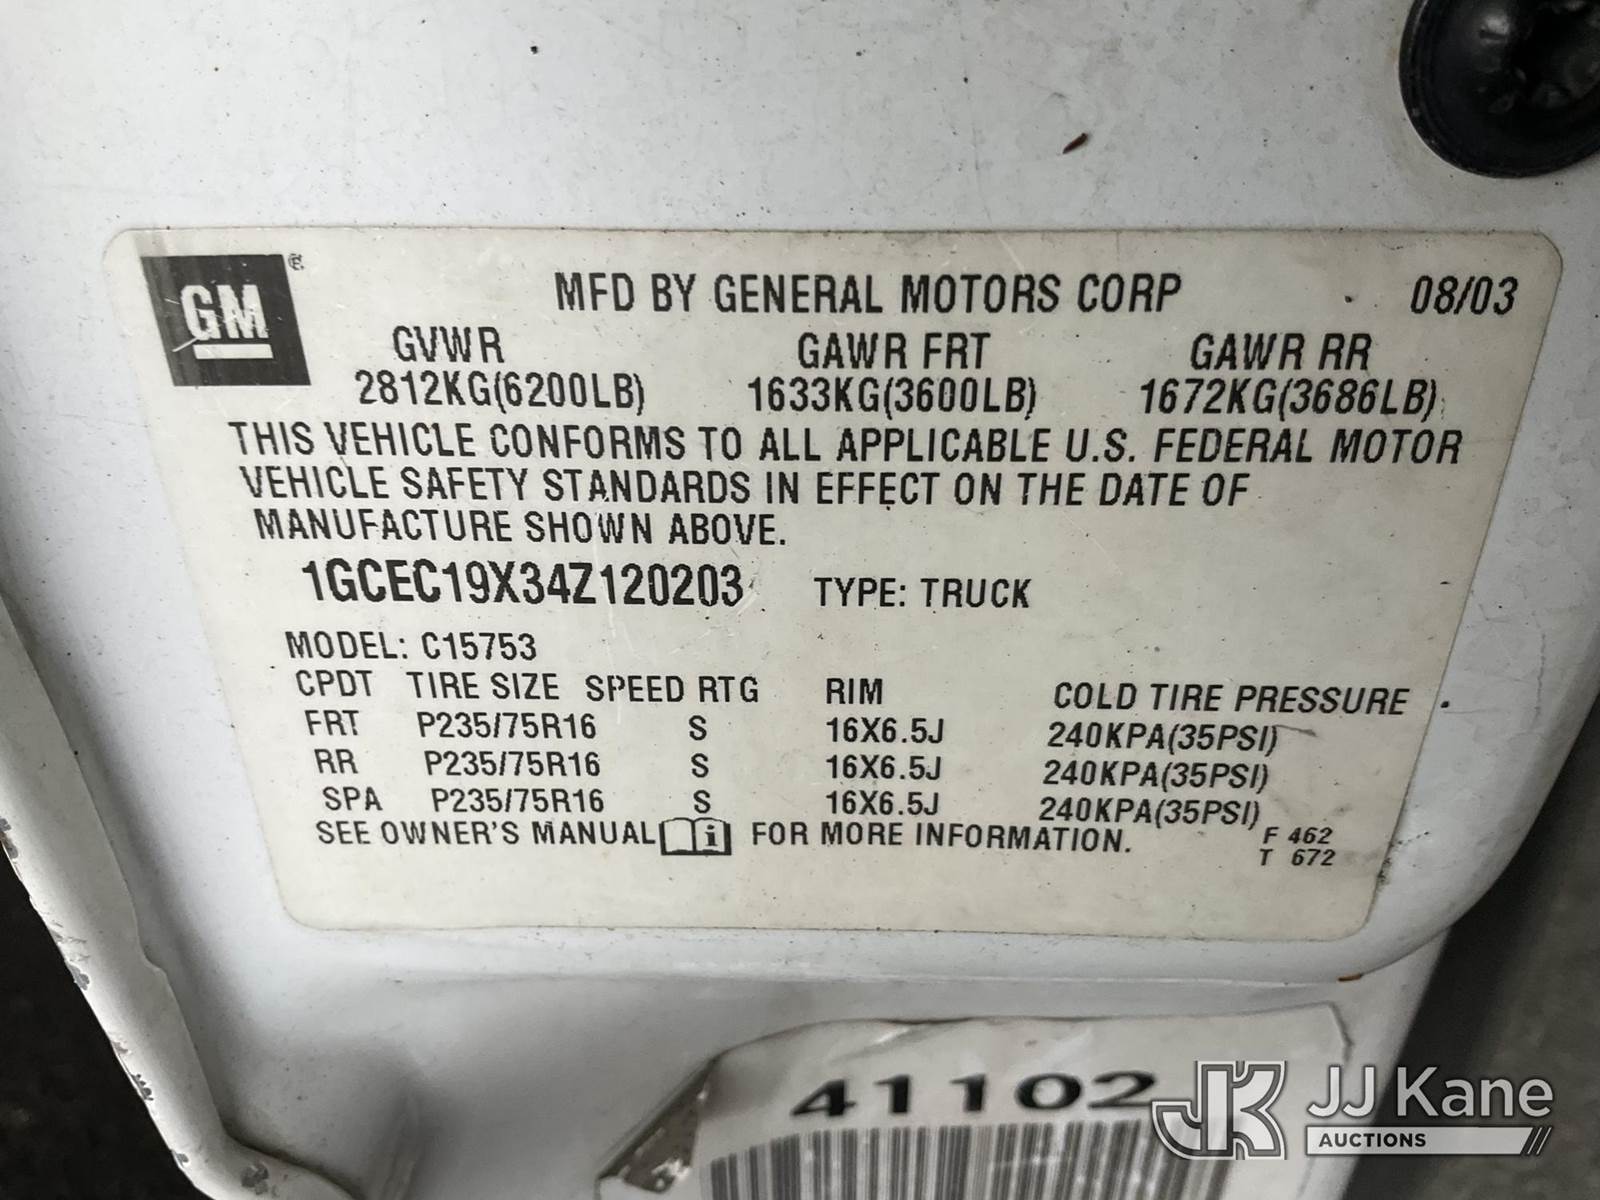 GM ®
MFD BY GENERAL MOTORS CORP 08/03
GVWR GAWR FRT GAWR RR
2812KG(6200LB) 1633KG(3600LB) 1672KG(3686LB)
THIS VEHICLE CONFORMS TO ALL APPLICABLE U.S. FEDERAL MOTOR
VEHICLE SAFETY STANDARDS IN EFFECT ON THE DATE OF
MANUFACTURE SHOWN ABOVE.
1GCEC19X34Z120203 TYPE: TRUCK
MODEL: C15753
CPDT TIRE SIZE SPEED RTG RIM COLD TIRE PRESSURE
FRT P235/75R16 S 16X6.5J 240KPA(35PSI)
RR P235/75R16 S 16X6.5J 240KPA(35PSI)
SPA P235/75R16 S 16X6.5J 240KPA(35PSI)
SEE OWNER'S MANUAL i FOR MORE INFORMATION.
F 462
T 672
41102
JK JJ Kane
AUCTIONS